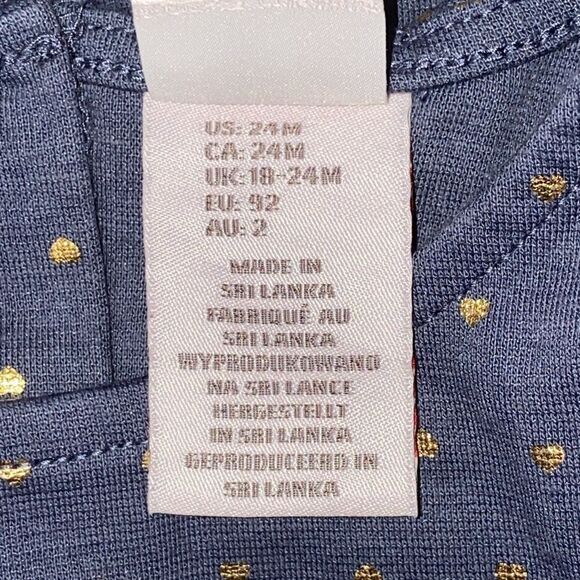 US: 24M
CA: 24M
UK: 18-24M
EU: 92
AU: 2
MADE IN
SRI LANKA
FABRIQUÉ AU
SRI LANKA
WYPRODUKOWANO
NA SRI LANCE
HERGESTELLT
IN SRI LANKA
GEPRODUCEERD IN
SRI LANKA